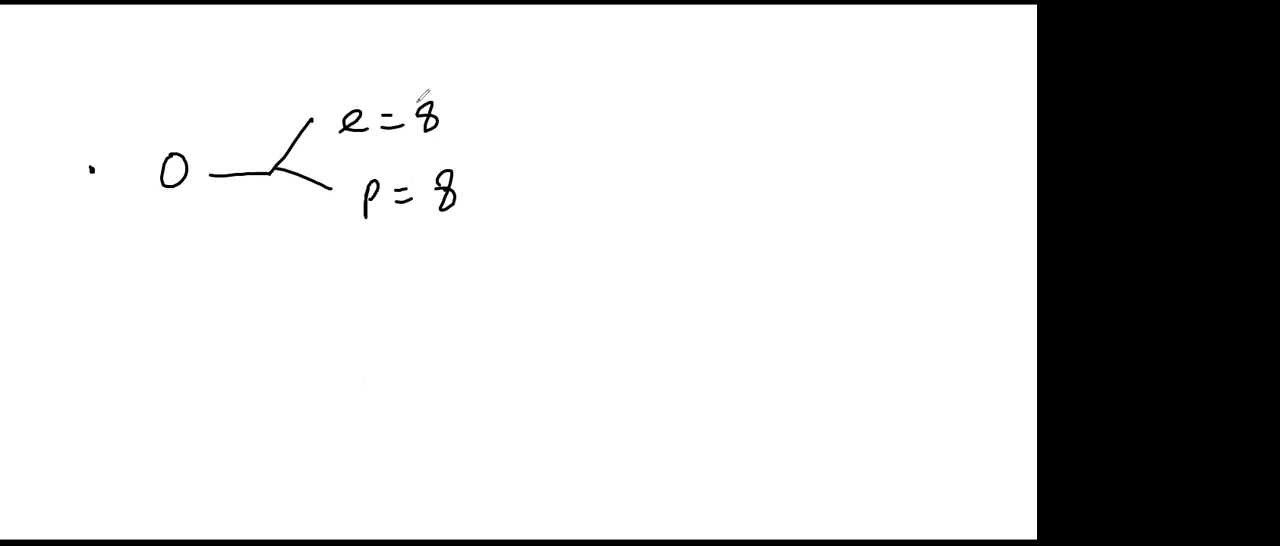 e = 8
. O
p = 8